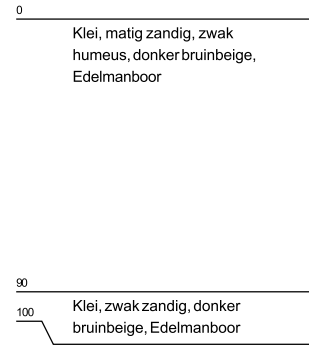 0
Klei, matig zandig, zwak
humeus, donker bruinbeige,
Edelmanboor
90
Klei, zwak zandig, donker
100
bruinbeige, Edelmanboor